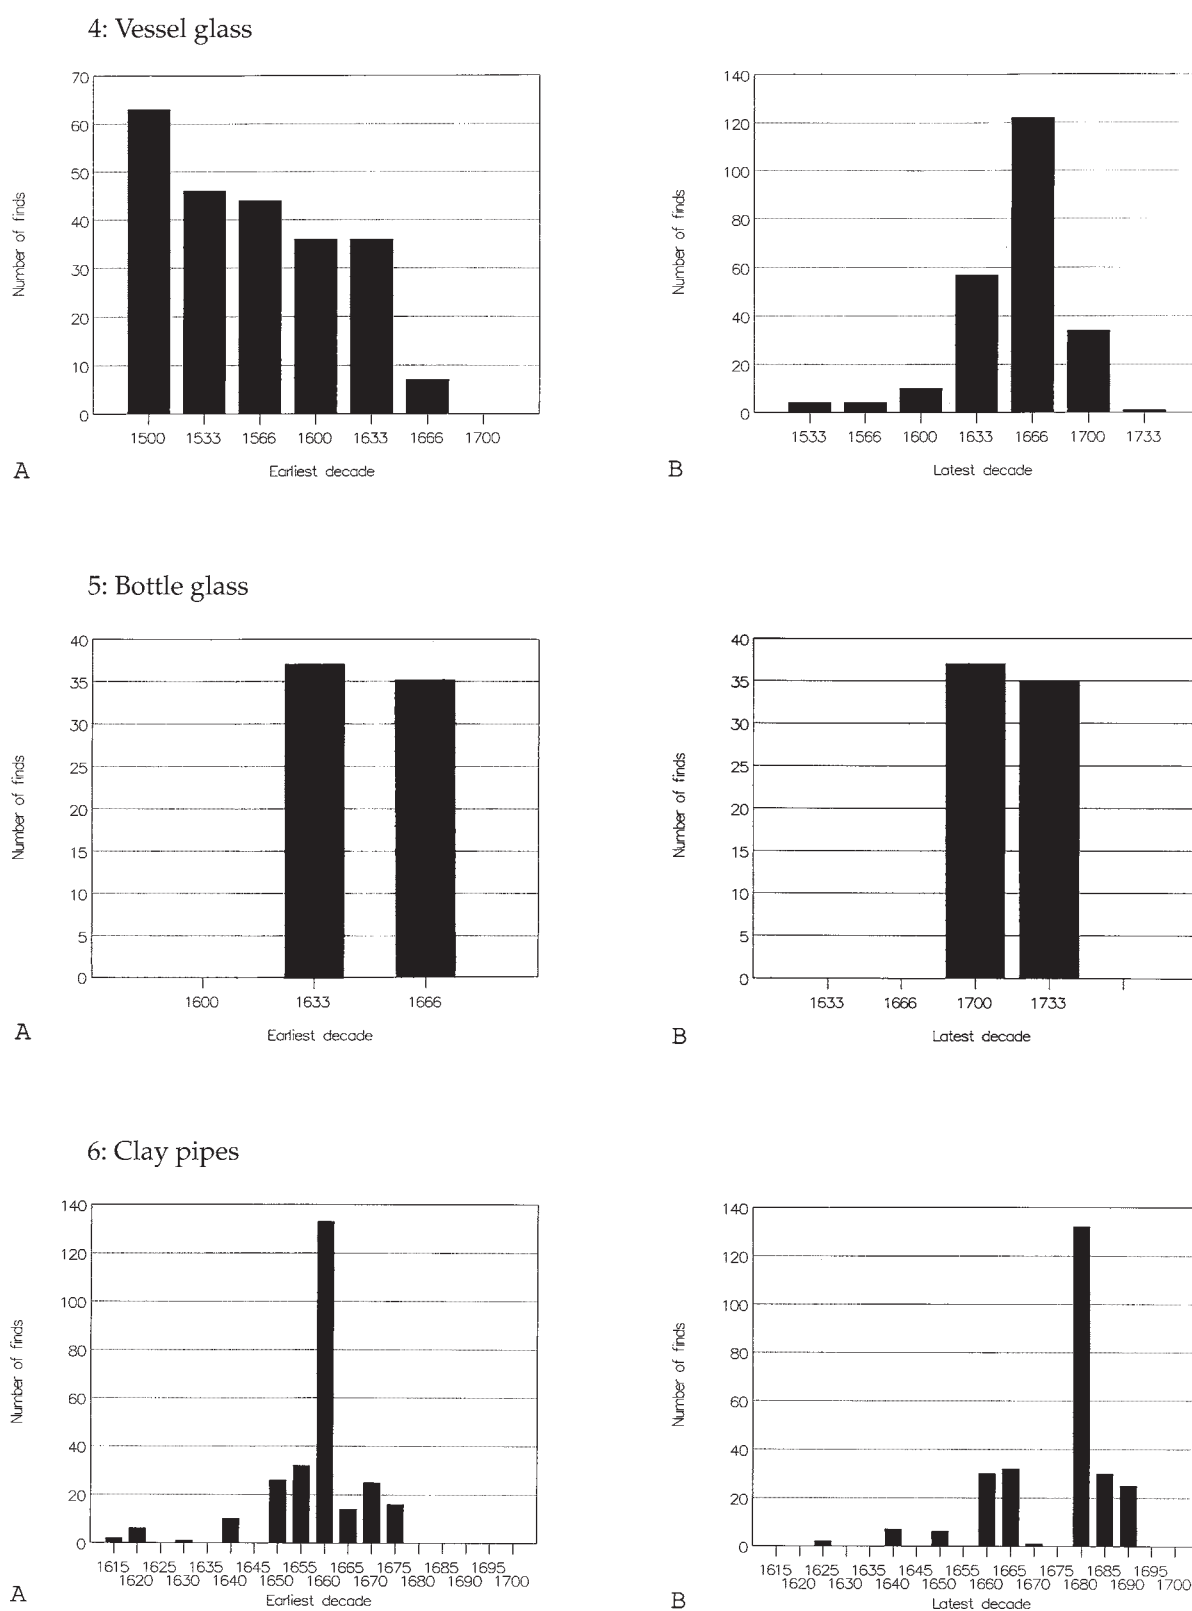 4: Vessel glass
70
60
50
40
30
20
10
0
Number of finds
1500 1533 1566 1600 1633 1666 1700
Earliest decade
A
140
120
100
80
60
40
20
0
Number of finds
1533 1566 1600 1633 1666 1700 1733
Latest decade
B
5: Bottle glass
40
35
30
25
20
15
10
5
0
Number of finds
1600 1633 1666
Earliest decade
A
40
35
30
25
20
15
10
5
0
Number of finds
1533 1666 1700 1733
Latest decade
B
6: Clay pipes
140
120
100
80
60
40
20
0
Number of finds
1615 1625 1635 1645 1655 1665 1675 1685 1695
1620 1630 1640 1650 1660 1670 1680 1690 1700
Earliest decade
A
140
120
100
80
60
40
20
0
Number of finds
1615 1625 1635 1645 1655 1665 1675 1685 1695
1620 1630 1640 1650 1660 1670 1680 1690 1700
Latest decade
B